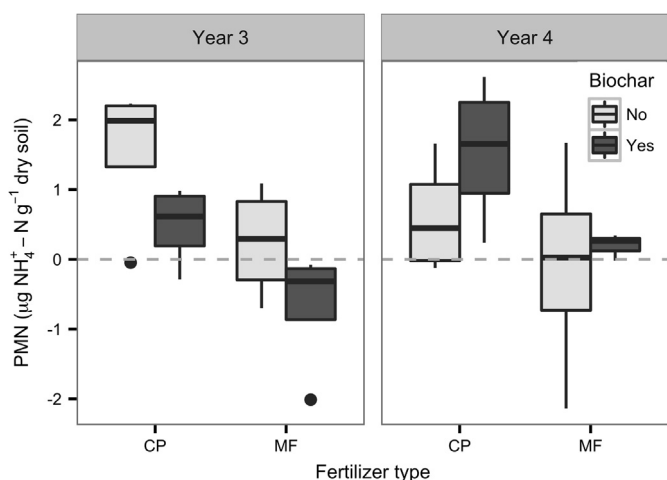 Year 3
Year 4
Biochar
No
Yes
PMN (µg NH₄⁺ – N g⁻¹ dry soil)
2
1
0
-1
-2
CP
MF
CP
MF
Fertilizer type